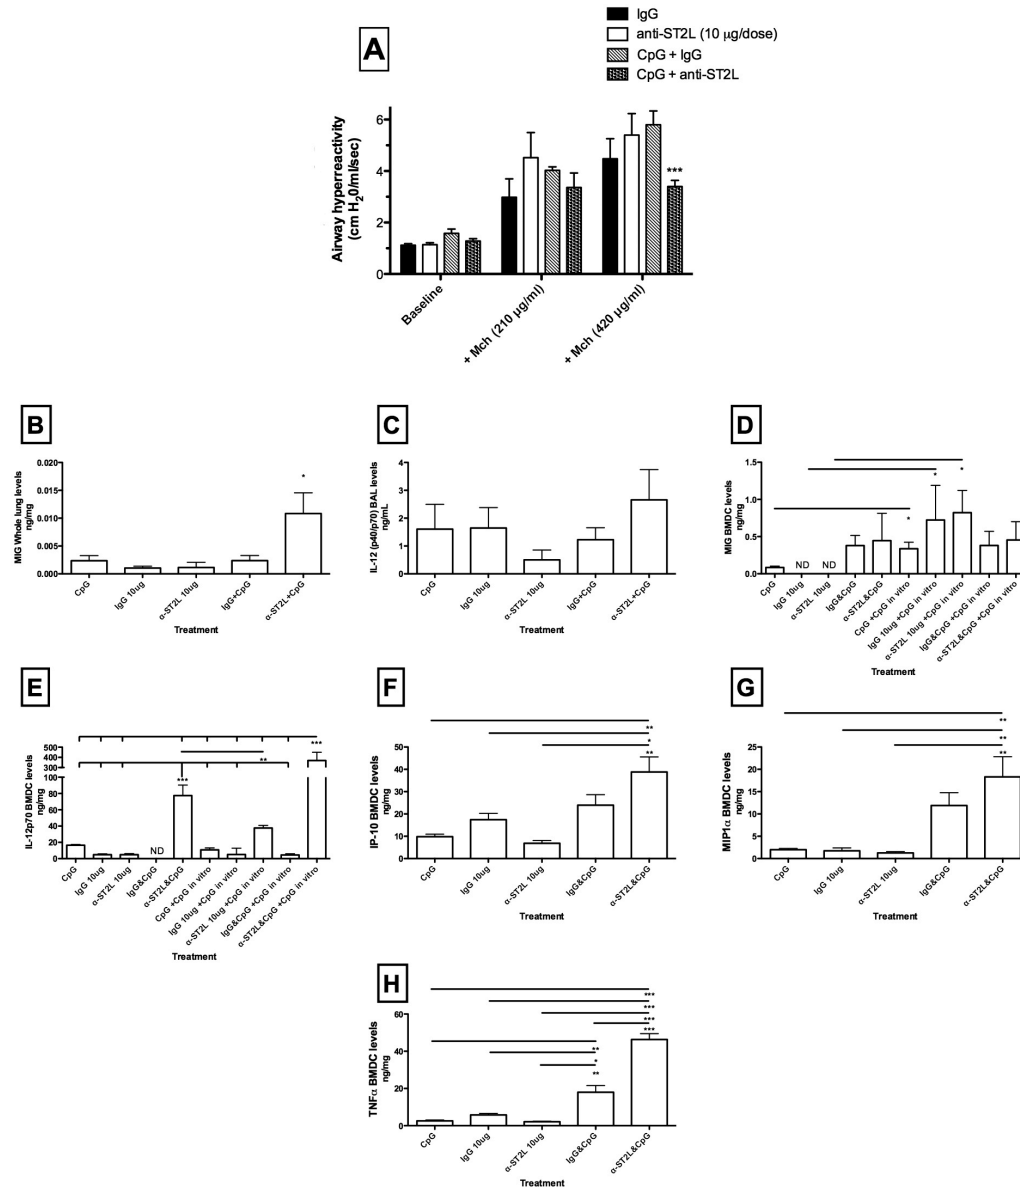 IgG
anti-ST2L (10 µg/dose)
CpG + IgG
CpG + anti-ST2L
A
Airway hyperreactivity
(cm H20/ml/sec)
6
4
2
0
***
Baseline
+ Mch (210 µg/ml)
+ Mch (420 µg/ml)
B
MIG Whole lung levels
ng/mg
0.020
0.015
0.010
0.005
0.000
*
CpG
IgG 10ug
α-ST2L 10ug
IgG+CpG
α-ST2L+CpG
Treatment
C
IL-12 (p40/p70) BAL levels
ng/mL
4
3
2
1
0
CpG
IgG 10ug
α-ST2L 10ug
IgG+CpG
α-ST2L+CpG
Treatment
D
MIG BMDC levels
ng/mg
1.5
1.0
0.5
0.0
ND
ND
*
*
*
CpG
IgG 10ug
α-ST2L 10ug
IgG&CpG
α-ST2L&CpG
CpG +CpG in vitro
IgG 10ug +CpG in vitro
α-ST2L 10ug +CpG in vitro
IgG&CpG +CpG in vitro
α-ST2L&CpG +CpG in vitro
Treatment
E
IL-12p70 BMDC levels
ng/mg
500
400
300
100
80
60
40
20
0
ND
***
**
***
CpG
IgG 10ug
α-ST2L 10ug
IgG&CpG
α-ST2L&CpG
CpG +CpG in vitro
IgG 10ug +CpG in vitro
α-ST2L 10ug +CpG in vitro
IgG&CpG +CpG in vitro
α-ST2L&CpG +CpG in vitro
Treatment
F
IP-10 BMDC levels
ng/mg
50
40
30
20
10
0
**
*
**
CpG
IgG 10ug
α-ST2L 10ug
IgG&CpG
α-ST2L&CpG
Treatment
G
MIP1α BMDC levels
ng/mg
25
20
15
10
5
0
**
**
**
CpG
IgG 10ug
α-ST2L 10ug
IgG&CpG
α-ST2L&CpG
Treatment
H
TNFα BMDC levels
ng/mg
60
40
20
0
**
*
**
***
***
***
***
CpG
IgG 10ug
α-ST2L 10ug
IgG&CpG
α-ST2L&CpG
Treatment